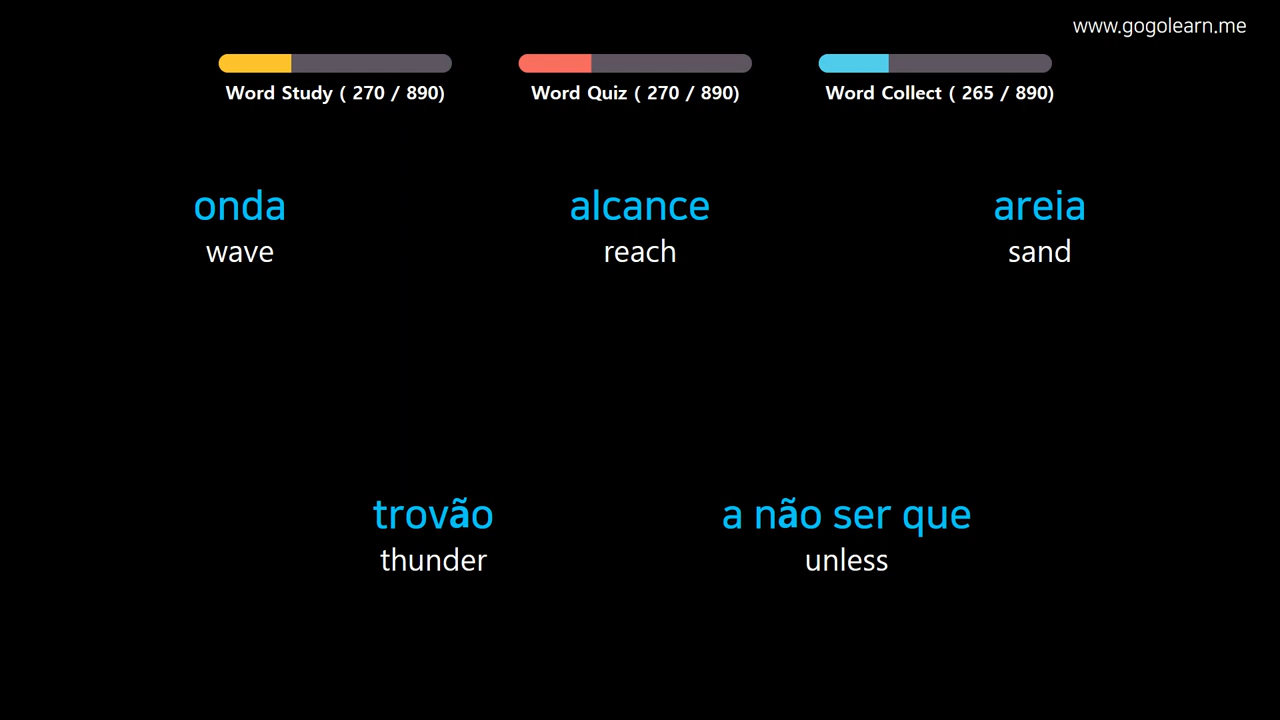 www.gogolearn.me
Word Study ( 270 / 890)
Word Quiz ( 270 / 890)
Word Collect ( 265 / 890)
onda
wave
alcance
reach
areia
sand
trovão
thunder
a não ser que
unless